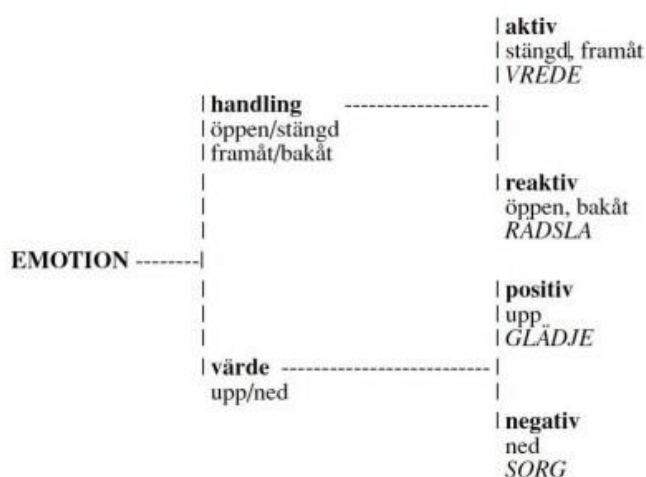 aktiv
stängd, framåt
VREDE
handling
öppen/stängd
framåt/bakåt
reaktiv
öppen, bakåt
RÄDSLA
EMOTION
positiv
upp
GLÄDJE
värde
upp/ned
negativ
ned
SORG